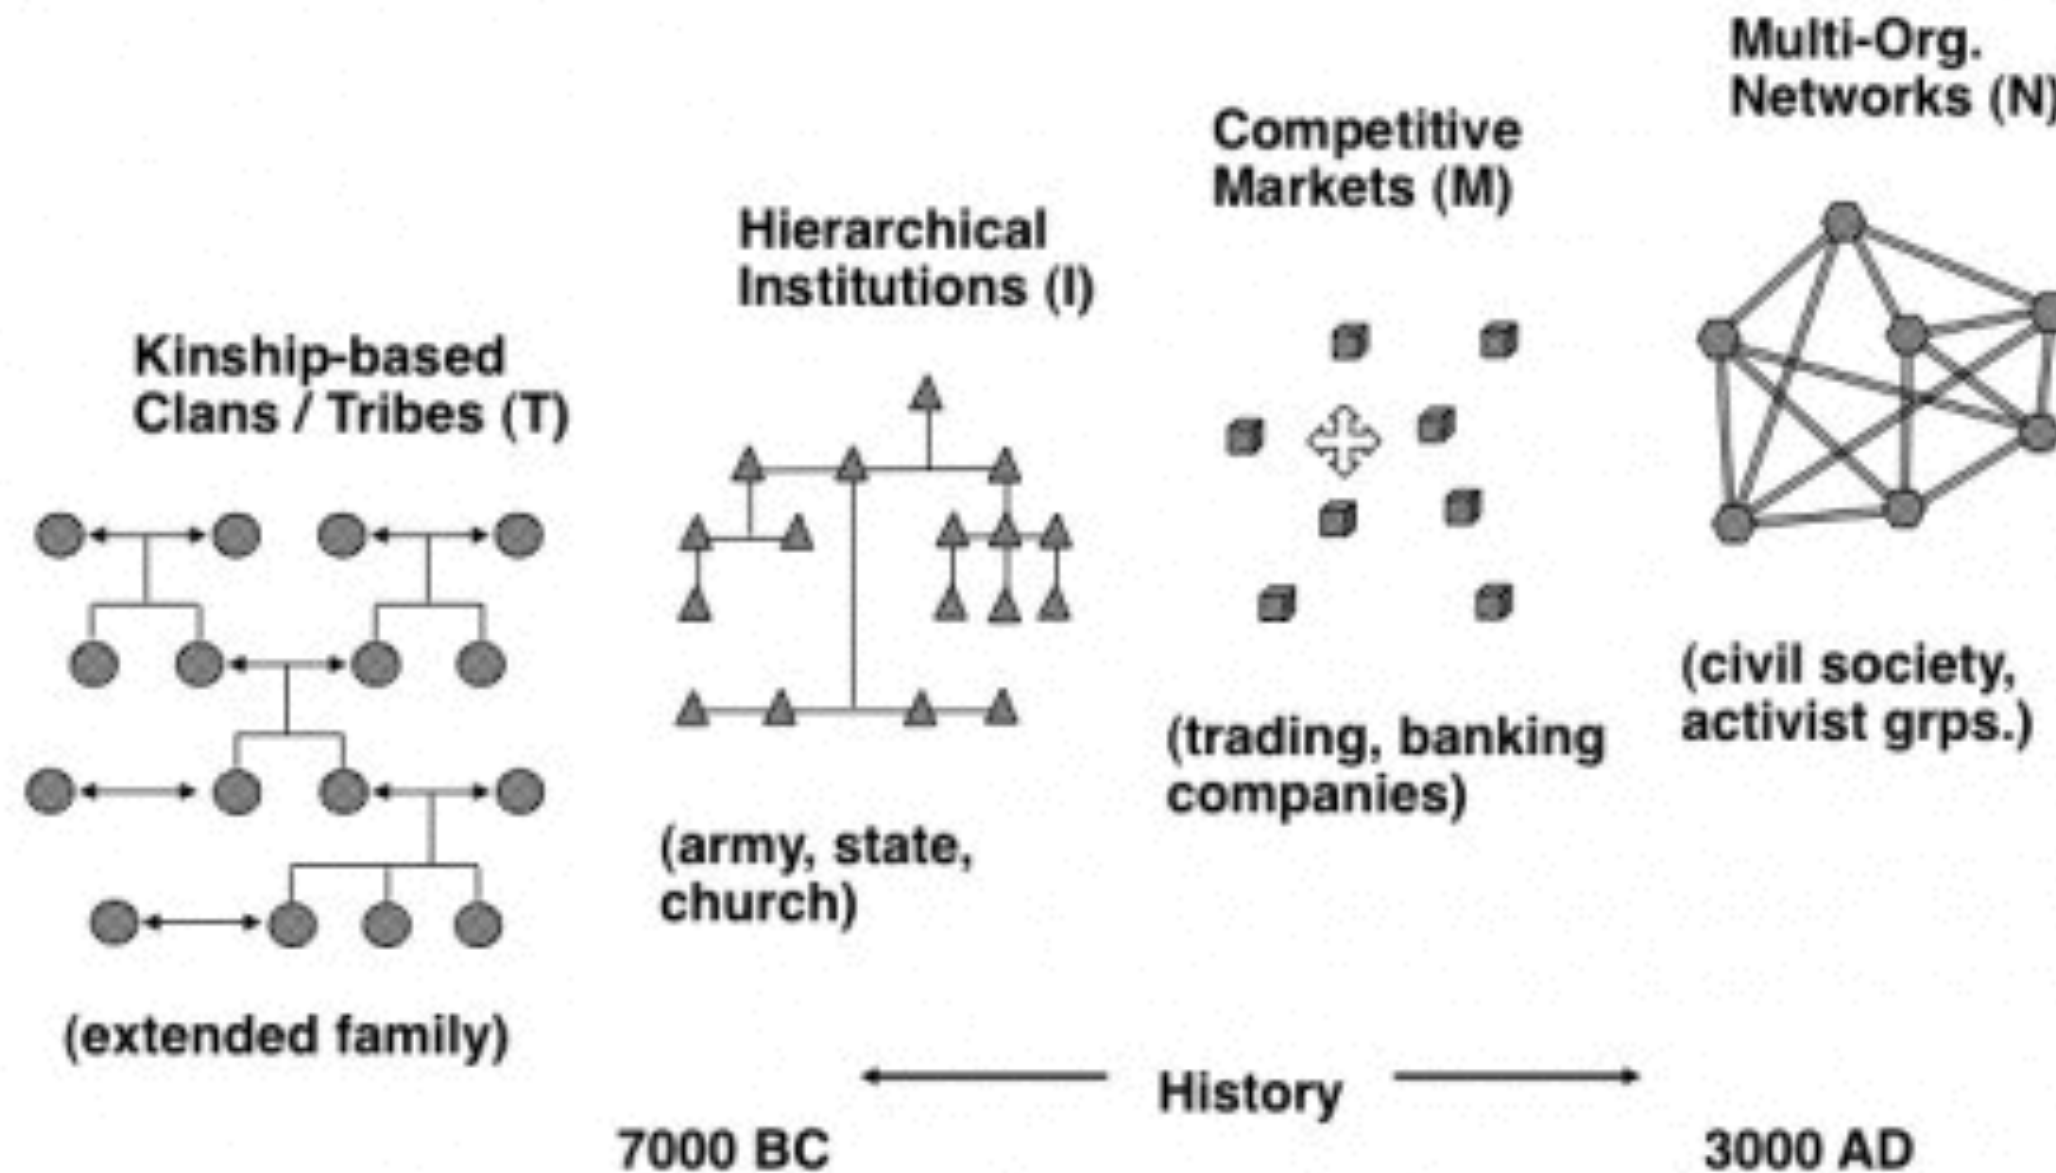 Kinship-based
Clans / Tribes (T)
(extended family)
Hierarchical
Institutions (I)
(army, state,
church)
Competitive
Markets (M)
(trading, banking
companies)
Multi-Org.
Networks (N)
(civil society,
activist grps.)
History
7000 BC
3000 AD